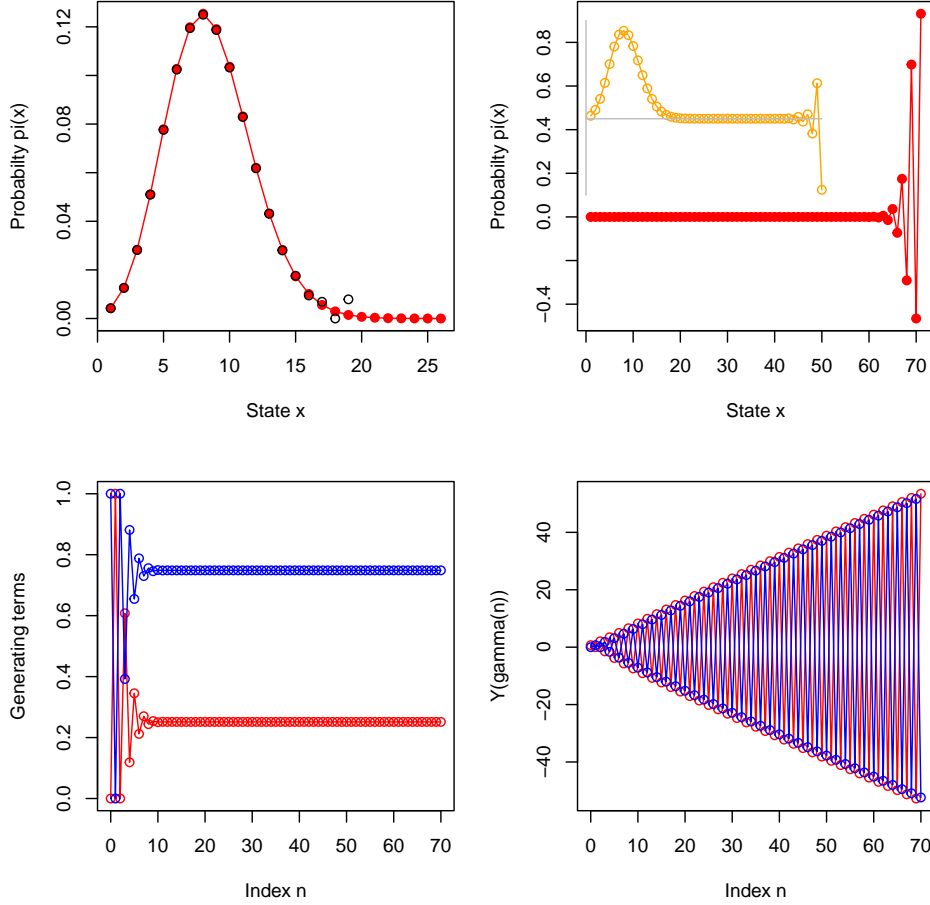 0.12
0.08
0.04
0.00
Probabilty pi(x)
0 5 10 15 20 25
State x
0.8
0.6
0.4
0.2
0.0
−0.4
Probabilty pi(x)
0 10 20 30 40 50 60 70
State x
1.0
0.8
0.6
0.4
0.2
0.0
Generating terms
0 10 20 30 40 50 60 70
Index n
40
20
0
−20
−40
Y(gamma(n))
0 10 20 30 40 50 60 70
Index n